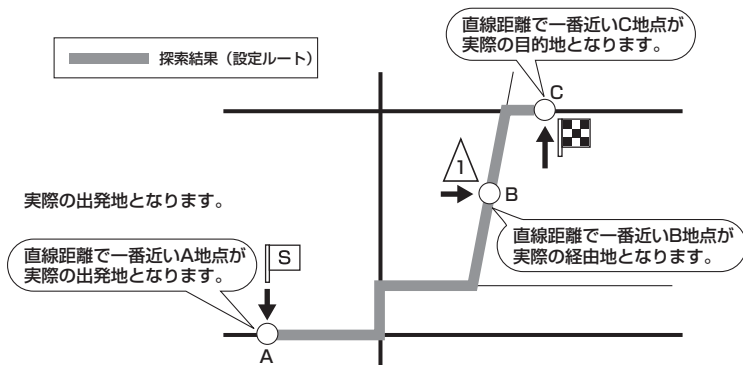 直線距離で一番近いC地点が
実際の目的地となります。
探索結果（設定ルート）
C
1
B
実際の出発地となります。
直線距離で一番近いB地点が
実際の経由地となります。
直線距離で一番近いA地点が
実際の出発地となります。
S
A